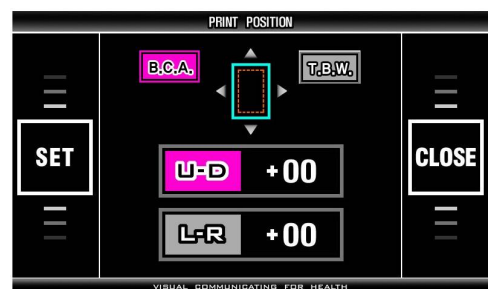 PRINT POSITION
B.C.A.
T.B.W.
SET
CLOSE
U-D +00
L-R +00
VISUAL COMMUNICATING FOR HEALTH